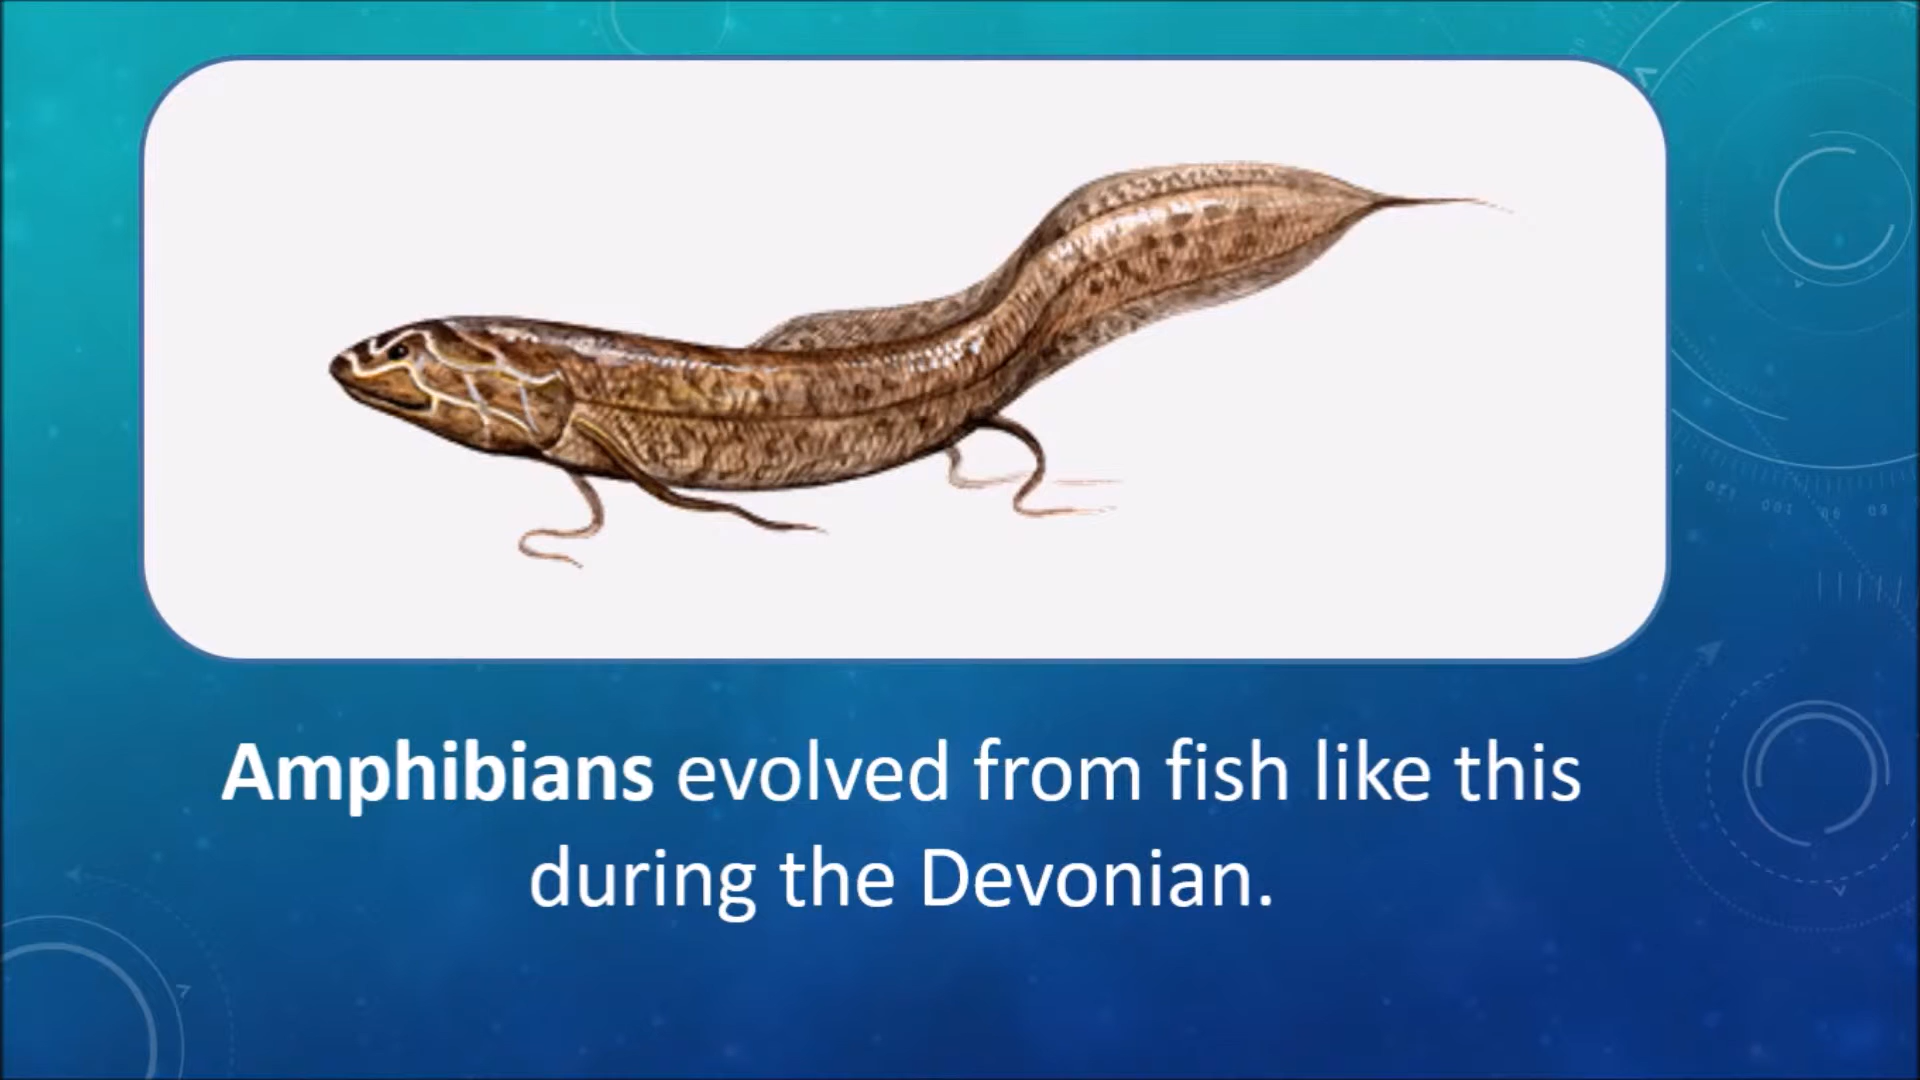 Amphibians evolved from fish like this
during the Devonian.